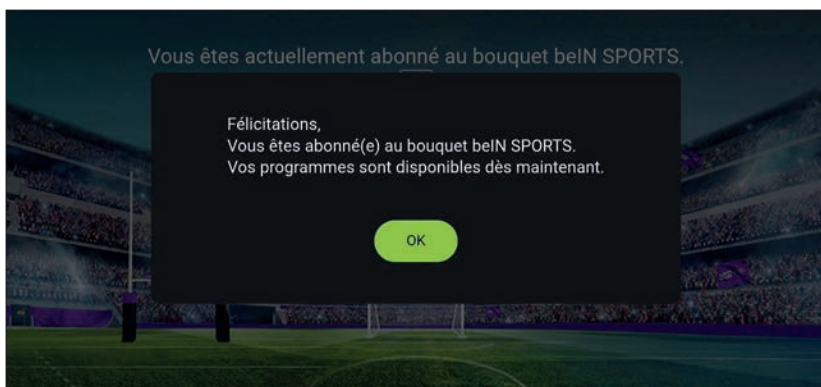 Vous êtes actuellement abonné au bouquet beIN SPORTS.
Félicitations,
Vous êtes abonné(e) au bouquet beIN SPORTS.
Vos programmes sont disponibles dès maintenant.
OK